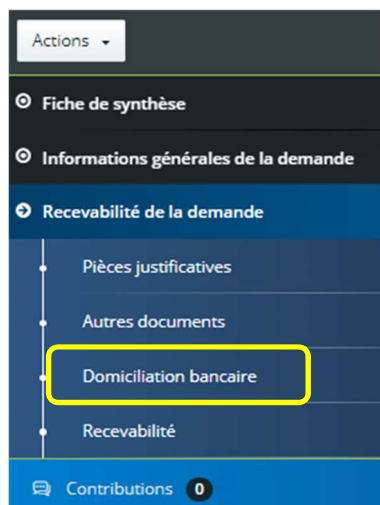 Actions
Fiche de synthèse
Informations générales de la demande
Recevabilité de la demande
Pièces justificatives
Autres documents
Domiciliation bancaire
Recevabilité
Contributions 0